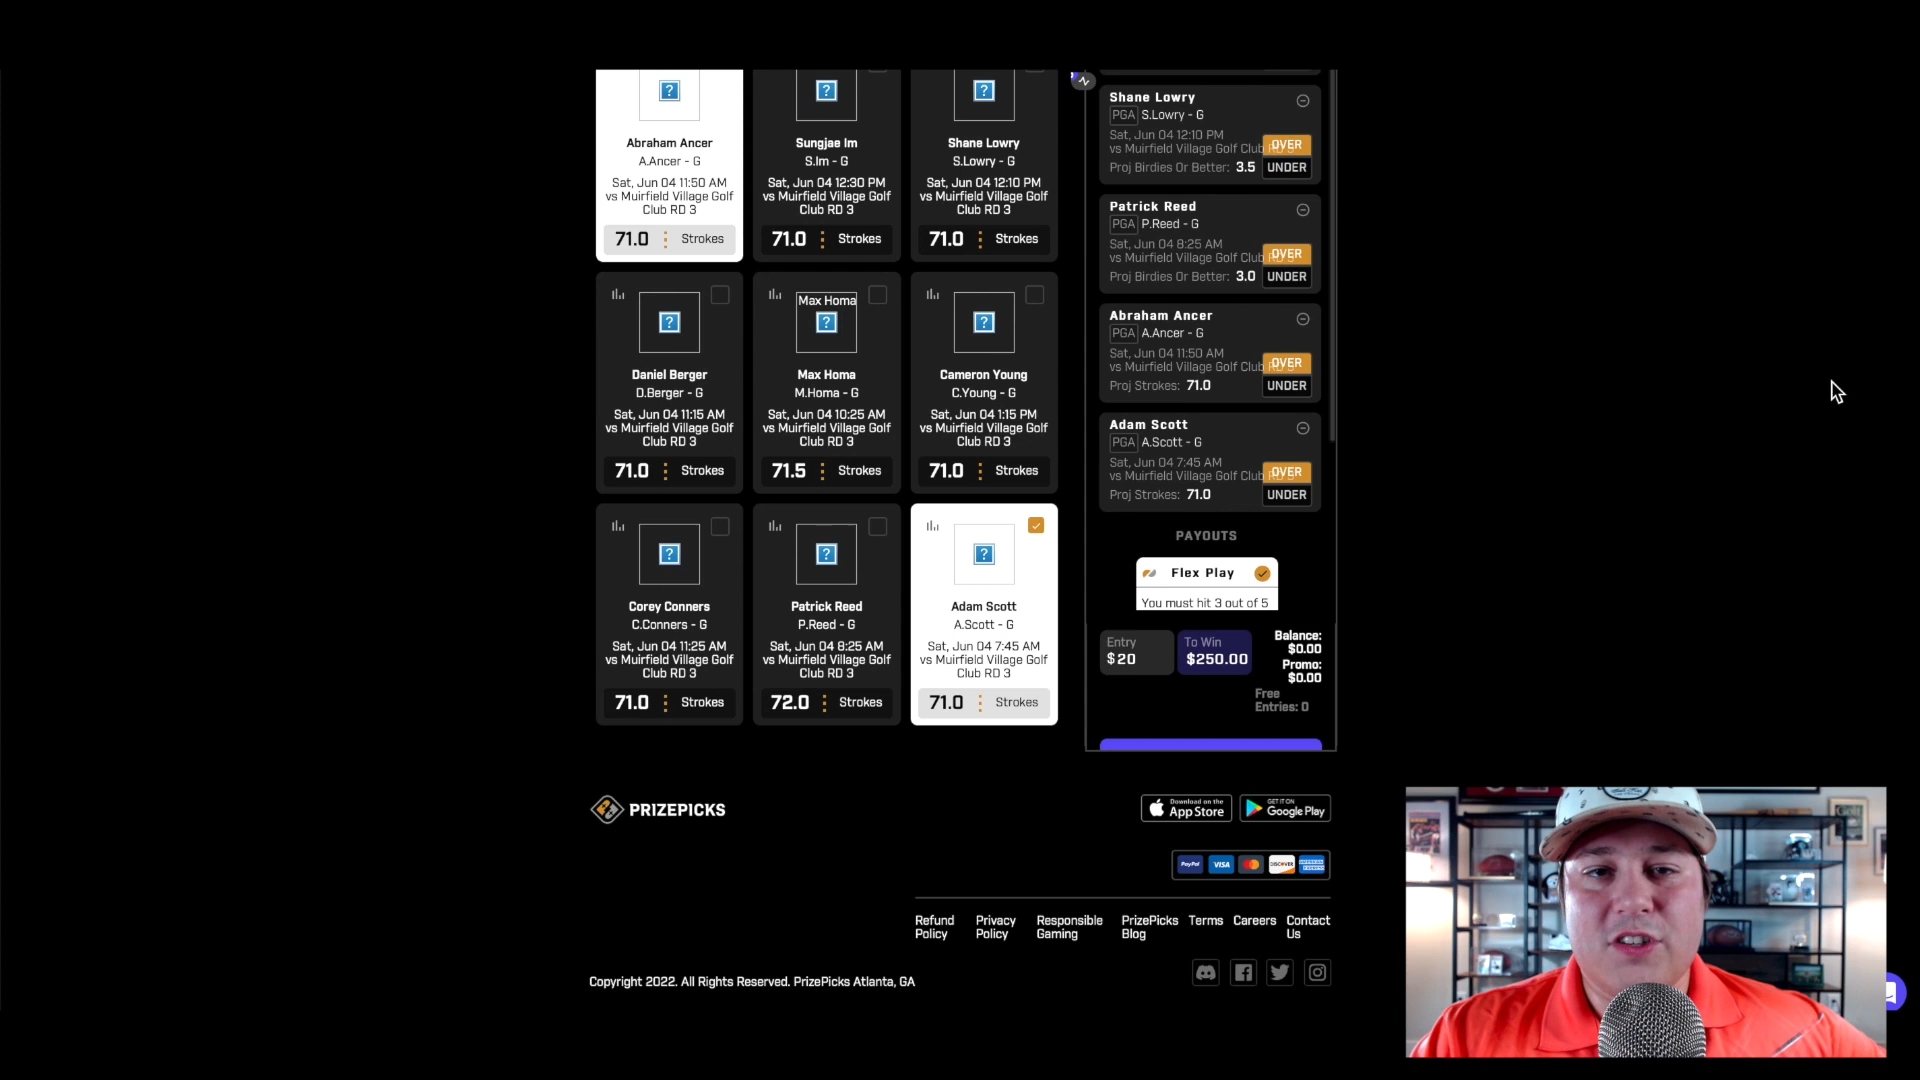 Abraham Ancer
A.Ancer - G
Sat, Jun 04 11:50 AM
vs Muirfield Village Golf
Club RD 3
71.0 Strokes
Sungjae Im
S.Im - G
Sat, Jun 04 12:30 PM
vs Muirfield Village Golf
Club RD 3
71.0 Strokes
Shane Lowry
S.Lowry - G
Sat, Jun 04 12:10 PM
vs Muirfield Village Golf
Club RD 3
71.0 Strokes
Daniel Berger
D.Berger - G
Sat, Jun 04 11:15 AM
vs Muirfield Village Golf
Club RD 3
71.0 Strokes
Max Homa
Max Homa
M.Homa - G
Sat, Jun 04 10:25 AM
vs Muirfield Village Golf
Club RD 3
71.5 Strokes
Cameron Young
C.Young - G
Sat, Jun 04 1:15 PM
vs Muirfield Village Golf
Club RD 3
71.0 Strokes
Corey Conners
C.Conners - G
Sat, Jun 04 11:25 AM
vs Muirfield Village Golf
Club RD 3
71.0 Strokes
Patrick Reed
P.Reed - G
Sat, Jun 04 8:25 AM
vs Muirfield Village Golf
Club RD 3
72.0 Strokes
Adam Scott
A.Scott - G
Sat, Jun 04 7:45 AM
vs Muirfield Village Golf
Club RD 3
71.0 Strokes
Shane Lowry
PGA S.Lowry - G
Sat, Jun 04 12:10 PM
vs Muirfield Village Golf Club
OVER
Proj Birdies Or Better: 3.5 UNDER
Patrick Reed
PGA P.Reed - G
Sat, Jun 04 8:25 AM
vs Muirfield Village Golf Club
OVER
Proj Birdies Or Better: 3.0 UNDER
Abraham Ancer
PGA A.Ancer - G
Sat, Jun 04 11:50 AM
vs Muirfield Village Golf Club
OVER
Proj Strokes: 71.0 UNDER
Adam Scott
PGA A.Scott - G
Sat, Jun 04 7:45 AM
vs Muirfield Village Golf Club
OVER
Proj Strokes: 71.0 UNDER
PAYOUTS
Flex Play
You must hit 3 out of 5
Entry
$20
To Win
$250.00
Balance:
$0.00
Promo:
$0.00
Free
Entries: 0
PRIZEPICKS
Download on the
App Store
GET IT ON
Google Play
PayPal VISA DISCOVER AMERICAN EXPRESS
Refund
Policy
Privacy
Policy
Responsible
Gaming
PrizePicks
Blog
Terms
Careers
Contact
Us
Copyright 2022. All Rights Reserved. PrizePicks Atlanta, GA